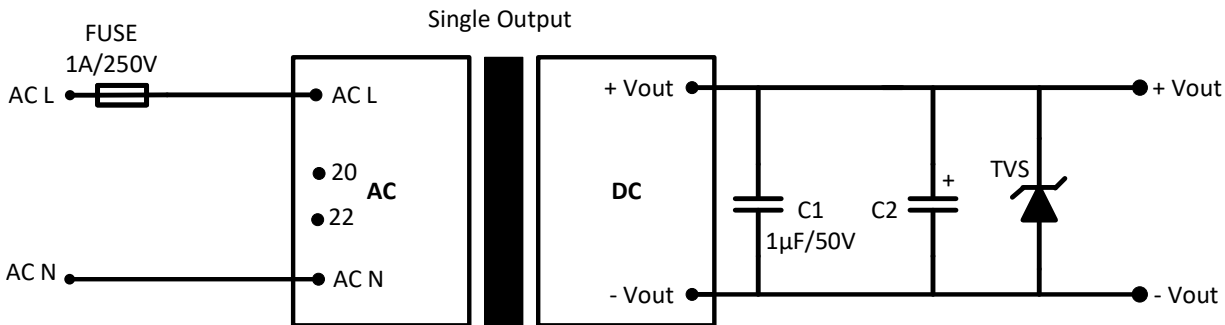 Single Output
FUSE
1A/250V
AC L
AC L
20
22
AC
AC N
AC N
+ Vout
DC
- Vout
C1
1µF/50V
C2
+
TVS
+ Vout
- Vout